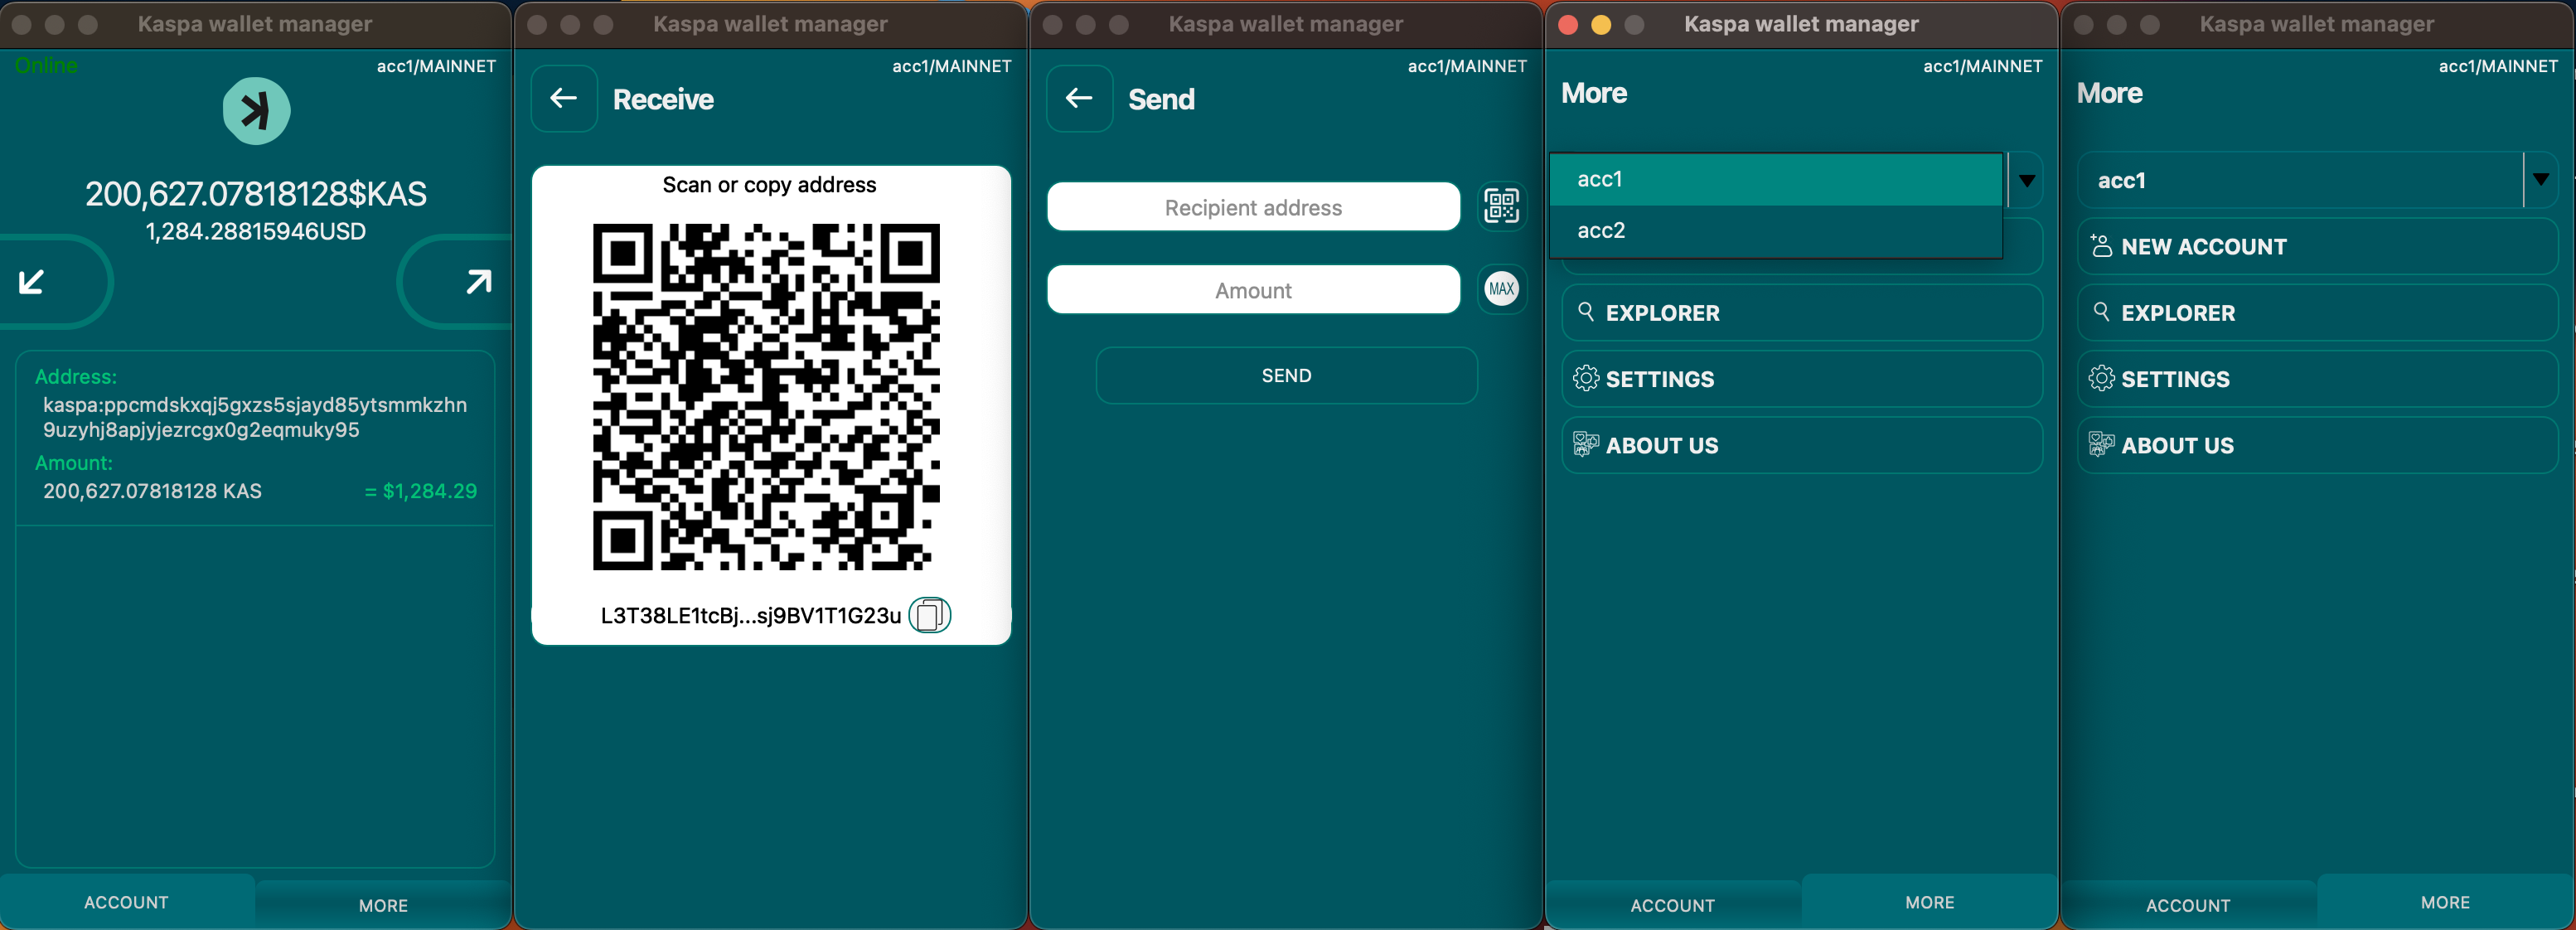 Kaspa wallet manager
Online
acc1/MAINNET
200,627.07818128$KAS
1,284.28815946USD
Address:
kaspa:ppcmdskxqj5gxzs5sjayd85ytsmmkzhn
9uzyhj8apjyjezrcgx0g2eqmuky95
Amount:
200,627.07818128 KAS = $1,284.29
ACCOUNT
MORE
Kaspa wallet manager
acc1/MAINNET
Receive
Scan or copy address
L3T38LE1tcBj...sj9BV1T1G23u
Kaspa wallet manager
acc1/MAINNET
Send
Recipient address
Amount
MAX
SEND
Kaspa wallet manager
acc1/MAINNET
More
acc1
acc2
EXPLORER
SETTINGS
ABOUT US
ACCOUNT
MORE
Kaspa wallet manager
acc1/MAINNET
More
acc1
NEW ACCOUNT
EXPLORER
SETTINGS
ABOUT US
ACCOUNT
MORE